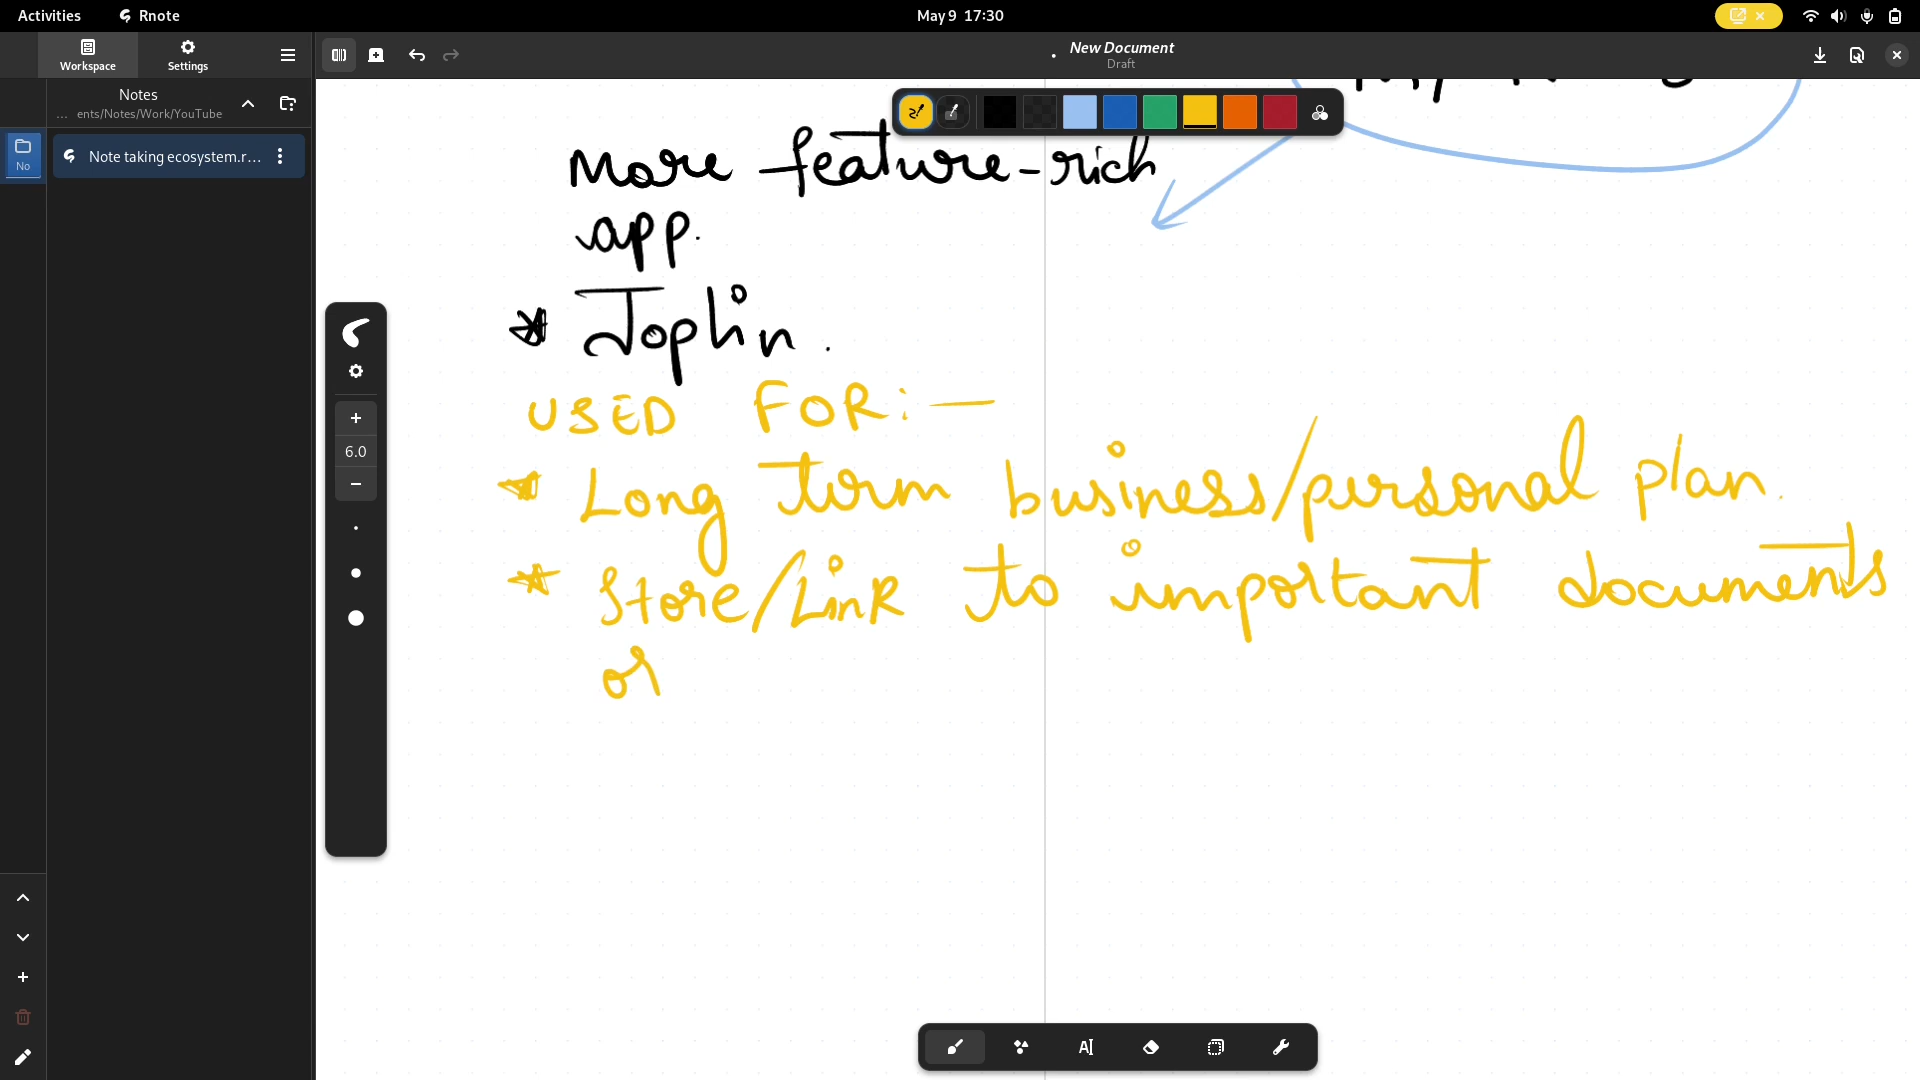 Activities Rnote May 9 17:30
Workspace Settings New Document
Draft
Notes
... ents/Notes/Work/YouTube
No Note taking ecosystem.r...
More feature-rich
app.
* Joplin.
USED FOR:—
* Long term business/personal plan.
6.0
* Store/Link to important documents
or